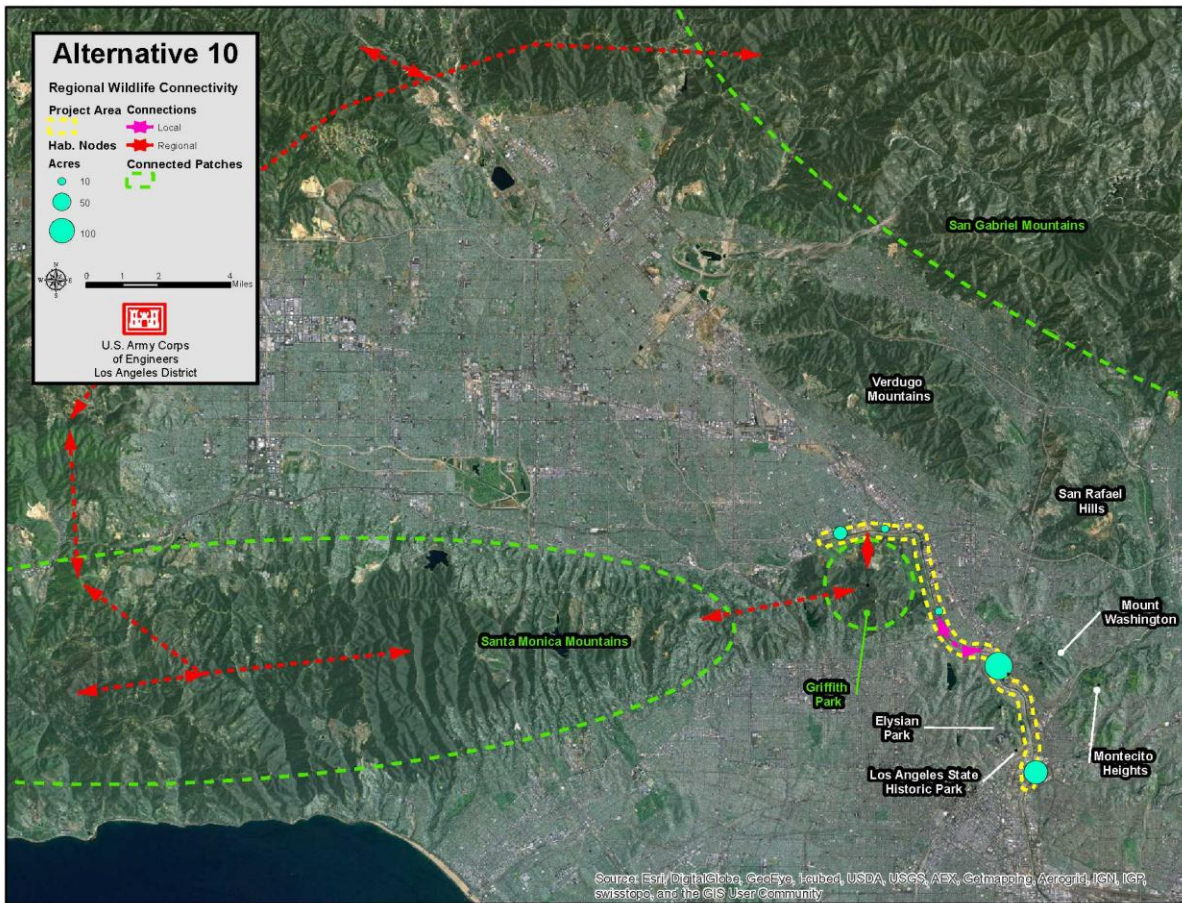 Alternative 10
Regional Wildlife Connectivity
Project Area
Connections
Local
Hab. Nodes
Regional
Acres
Connected Patches
10
50
100
N
W
E
S
0
1
2
4
Miles
U.S. Army Corps
of Engineers
Los Angeles District
San Gabriel Mountains
Verdugo
Mountains
San Rafael
Hills
Mount
Washington
Santa Monica Mountains
Griffith
Park
Elysian
Park
Montecito
Heights
Los Angeles State
Historic Park
Source: Esri, DigitalGlobe, GeoEye, i-cubed, USDA, USGS, AEX, Getmapping, Aerogrid, IGN, IGP,
swisstopo, and the GIS User Community